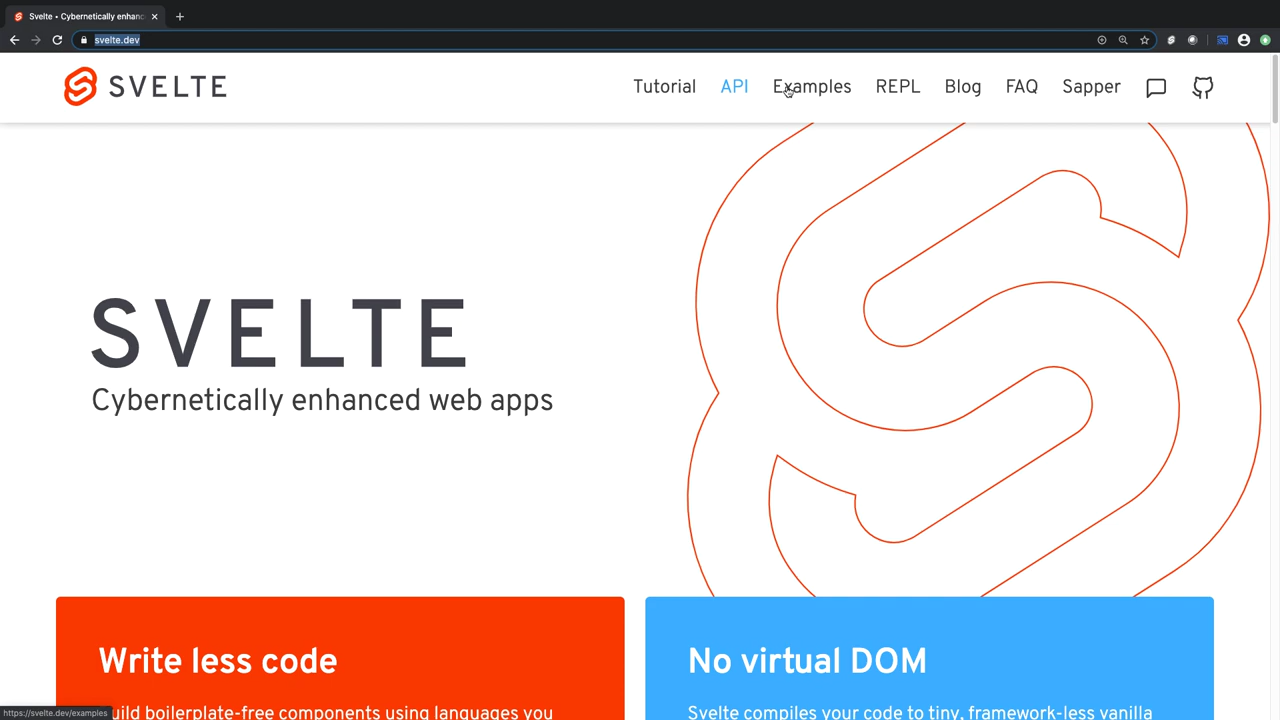 Svelte • Cybernetically enhanc
svelte.dev
SVELTE
Tutorial API Examples REPL Blog FAQ Sapper
SVELTE
Cybernetically enhanced web apps
Write less code
No virtual DOM
uild boilerplate-free components using languages you
Svelte compiles your code to tiny, framework-less vanilla
https://svelte.dev/examples